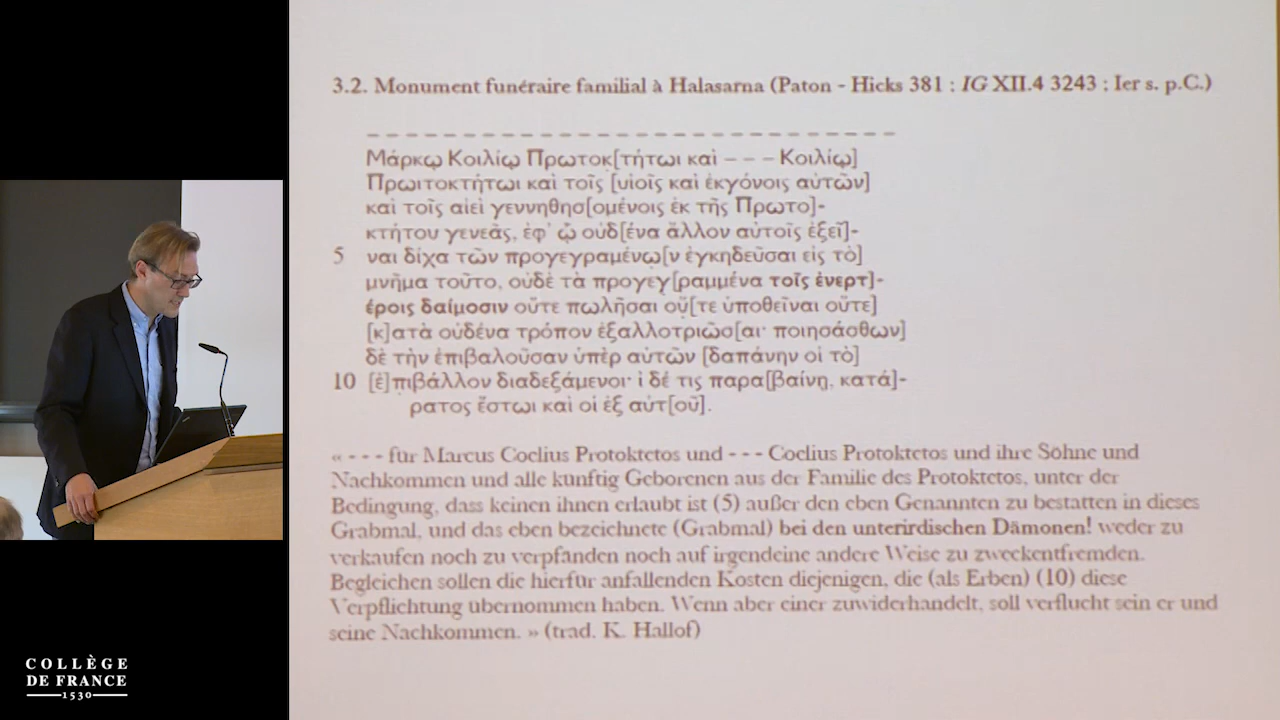 3.2. Monument funéraire familial à Halasarna (Paton - Hicks 381 ; IG XII.4 3243 ; Ier s. p.C.)
Μάρκῳ Κοιλίῳ Πρωτοκ[τήτωι καὶ – – – Κοιλίῳ]
Πρωιτοκτήτωι καὶ τοῖς [υἱοῖς καὶ ἐκγόνοις αὐτῶν]
καὶ τοῖς αἰεὶ γεννηθησ[ομένοις ἐκ τῆς Πρωτο]-
κτήτου γενεᾶς, ἐφ’ ᾧ οὐδ[ένα ἄλλον αὐτοῖς ἐξεῖ]-
5 ναι δίχα τῶν προγεγραμένω[ν ἐγκηδεῦσαι εἰς τὸ]
μνῆμα τοῦτο, οὐδὲ τὰ προγεγ[ραμμένα τοῖς ἐνερτ]-
έροις δαίμοσιν οὔτε πωλῆσαι οὔ[τε ὑποθεῖναι οὔτε]
[κ]ατὰ οὐδένα τρόπον ἐξαλλοτριῶσ[αι· ποιησάσθων]
δὲ τὴν ἐπιβαλοῦσαν ὑπὲρ αὐτῶν [δαπάνην οἱ τὸ]
10 [ἐ]πιβάλλον διαδεξάμενοι· ἰ δέ τις παρα[βαίνῃ, κατά]-
ρατος ἔστωι καὶ οἱ ἐξ αὐτ[οῦ].
« - - - für Marcus Coelius Protoktetos und - - - Coelius Protoktetos und ihre Söhne und
Nachkommen und alle künftig Geborenen aus der Familie des Protoktetos, unter der
Bedingung, dass keinen ihnen erlaubt ist (5) außer den eben Genannten zu bestatten in dieses
Grabmal, und das eben bezeichnete (Grabmal) bei den unterirdischen Dämonen! weder zu
verkaufen noch zu verpfänden noch auf irgendeine andere Weise zu zweckentfremden.
Begleichen sollen die hierfür anfallenden Kosten diejenigen, die (als Erben) (10) diese
Verpflichtung übernommen haben. Wenn aber einer zuwiderhandelt, soll verflucht sein er und
seine Nachkommen. » (trad. K. Hallof)
COLLÈGE
DE FRANCE
1530